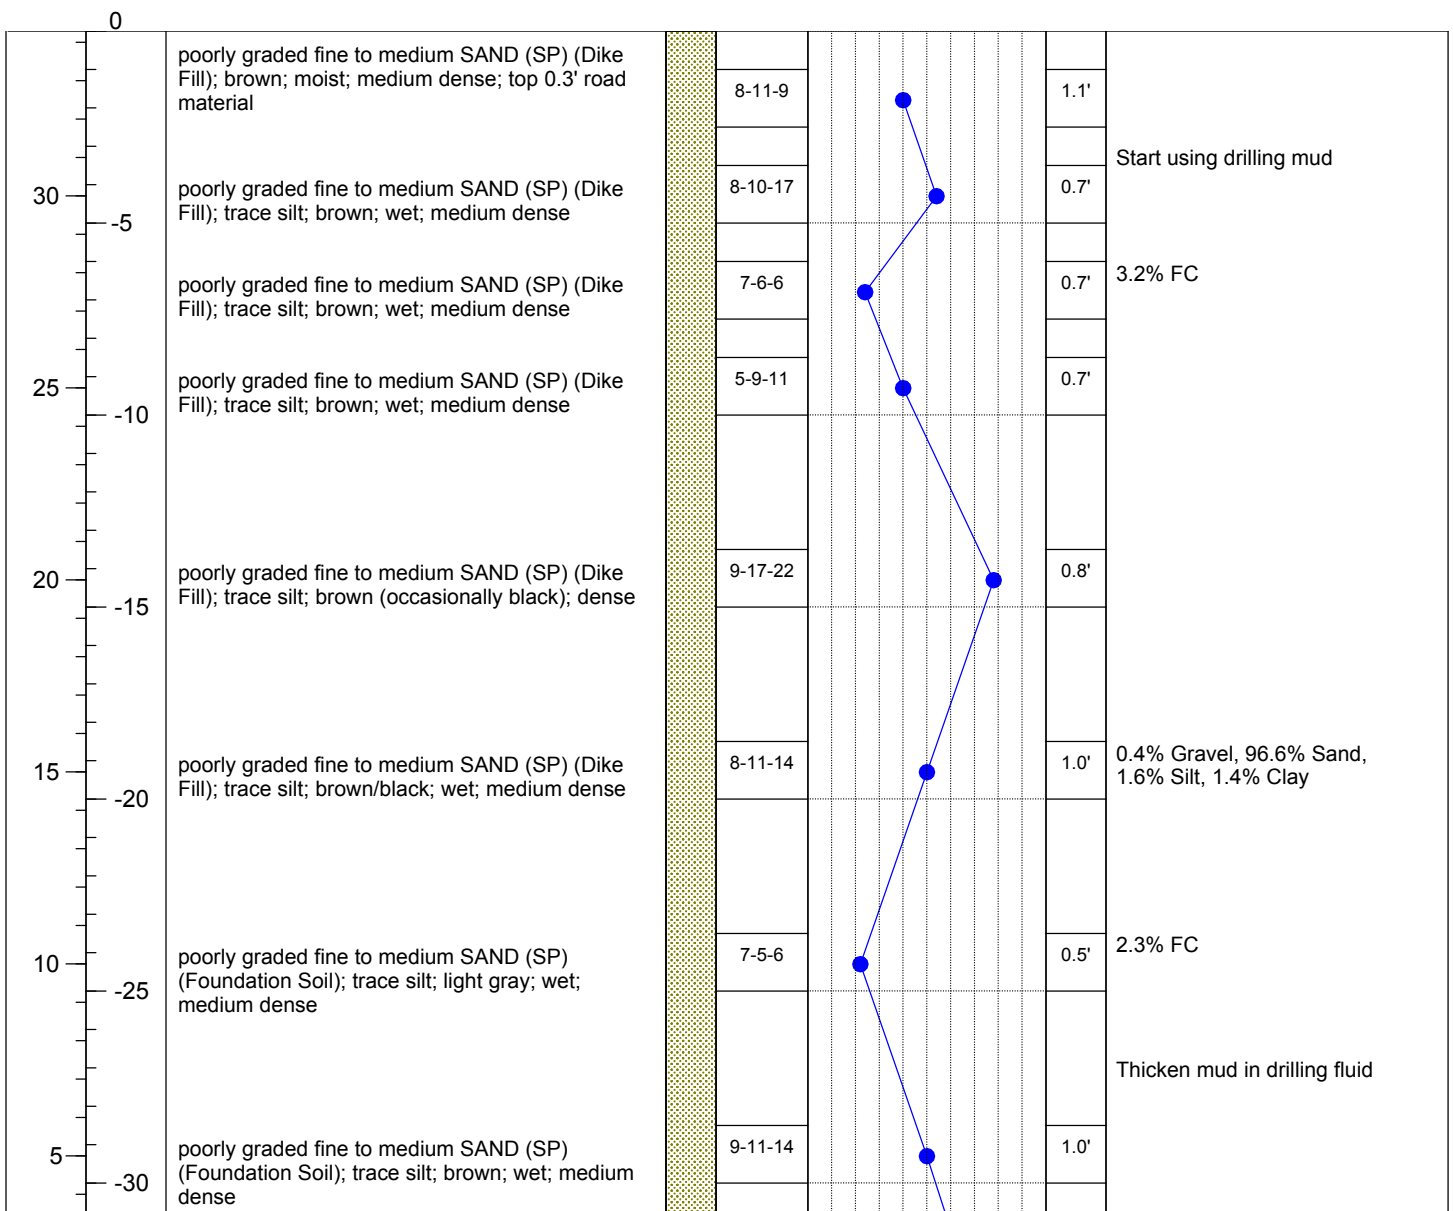 0
poorly graded fine to medium SAND (SP) (Dike
Fill); brown; moist; medium dense; top 0.3' road
material
8-11-9
1.1'
Start using drilling mud
30
-5
poorly graded fine to medium SAND (SP) (Dike
Fill); trace silt; brown; wet; medium dense
8-10-17
0.7'
poorly graded fine to medium SAND (SP) (Dike
Fill); trace silt; brown; wet; medium dense
7-6-6
0.7'
3.2% FC
25
-10
poorly graded fine to medium SAND (SP) (Dike
Fill); trace silt; brown; wet; medium dense
5-9-11
0.7'
20
-15
poorly graded fine to medium SAND (SP) (Dike
Fill); trace silt; brown (occasionally black); dense
9-17-22
0.8'
15
-20
poorly graded fine to medium SAND (SP) (Dike
Fill); trace silt; brown/black; wet; medium dense
8-11-14
1.0'
0.4% Gravel, 96.6% Sand,
1.6% Silt, 1.4% Clay
10
-25
poorly graded fine to medium SAND (SP)
(Foundation Soil); trace silt; light gray; wet;
medium dense
7-5-6
0.5'
2.3% FC
Thicken mud in drilling fluid
5
-30
poorly graded fine to medium SAND (SP)
(Foundation Soil); trace silt; brown; wet; medium
dense
9-11-14
1.0'